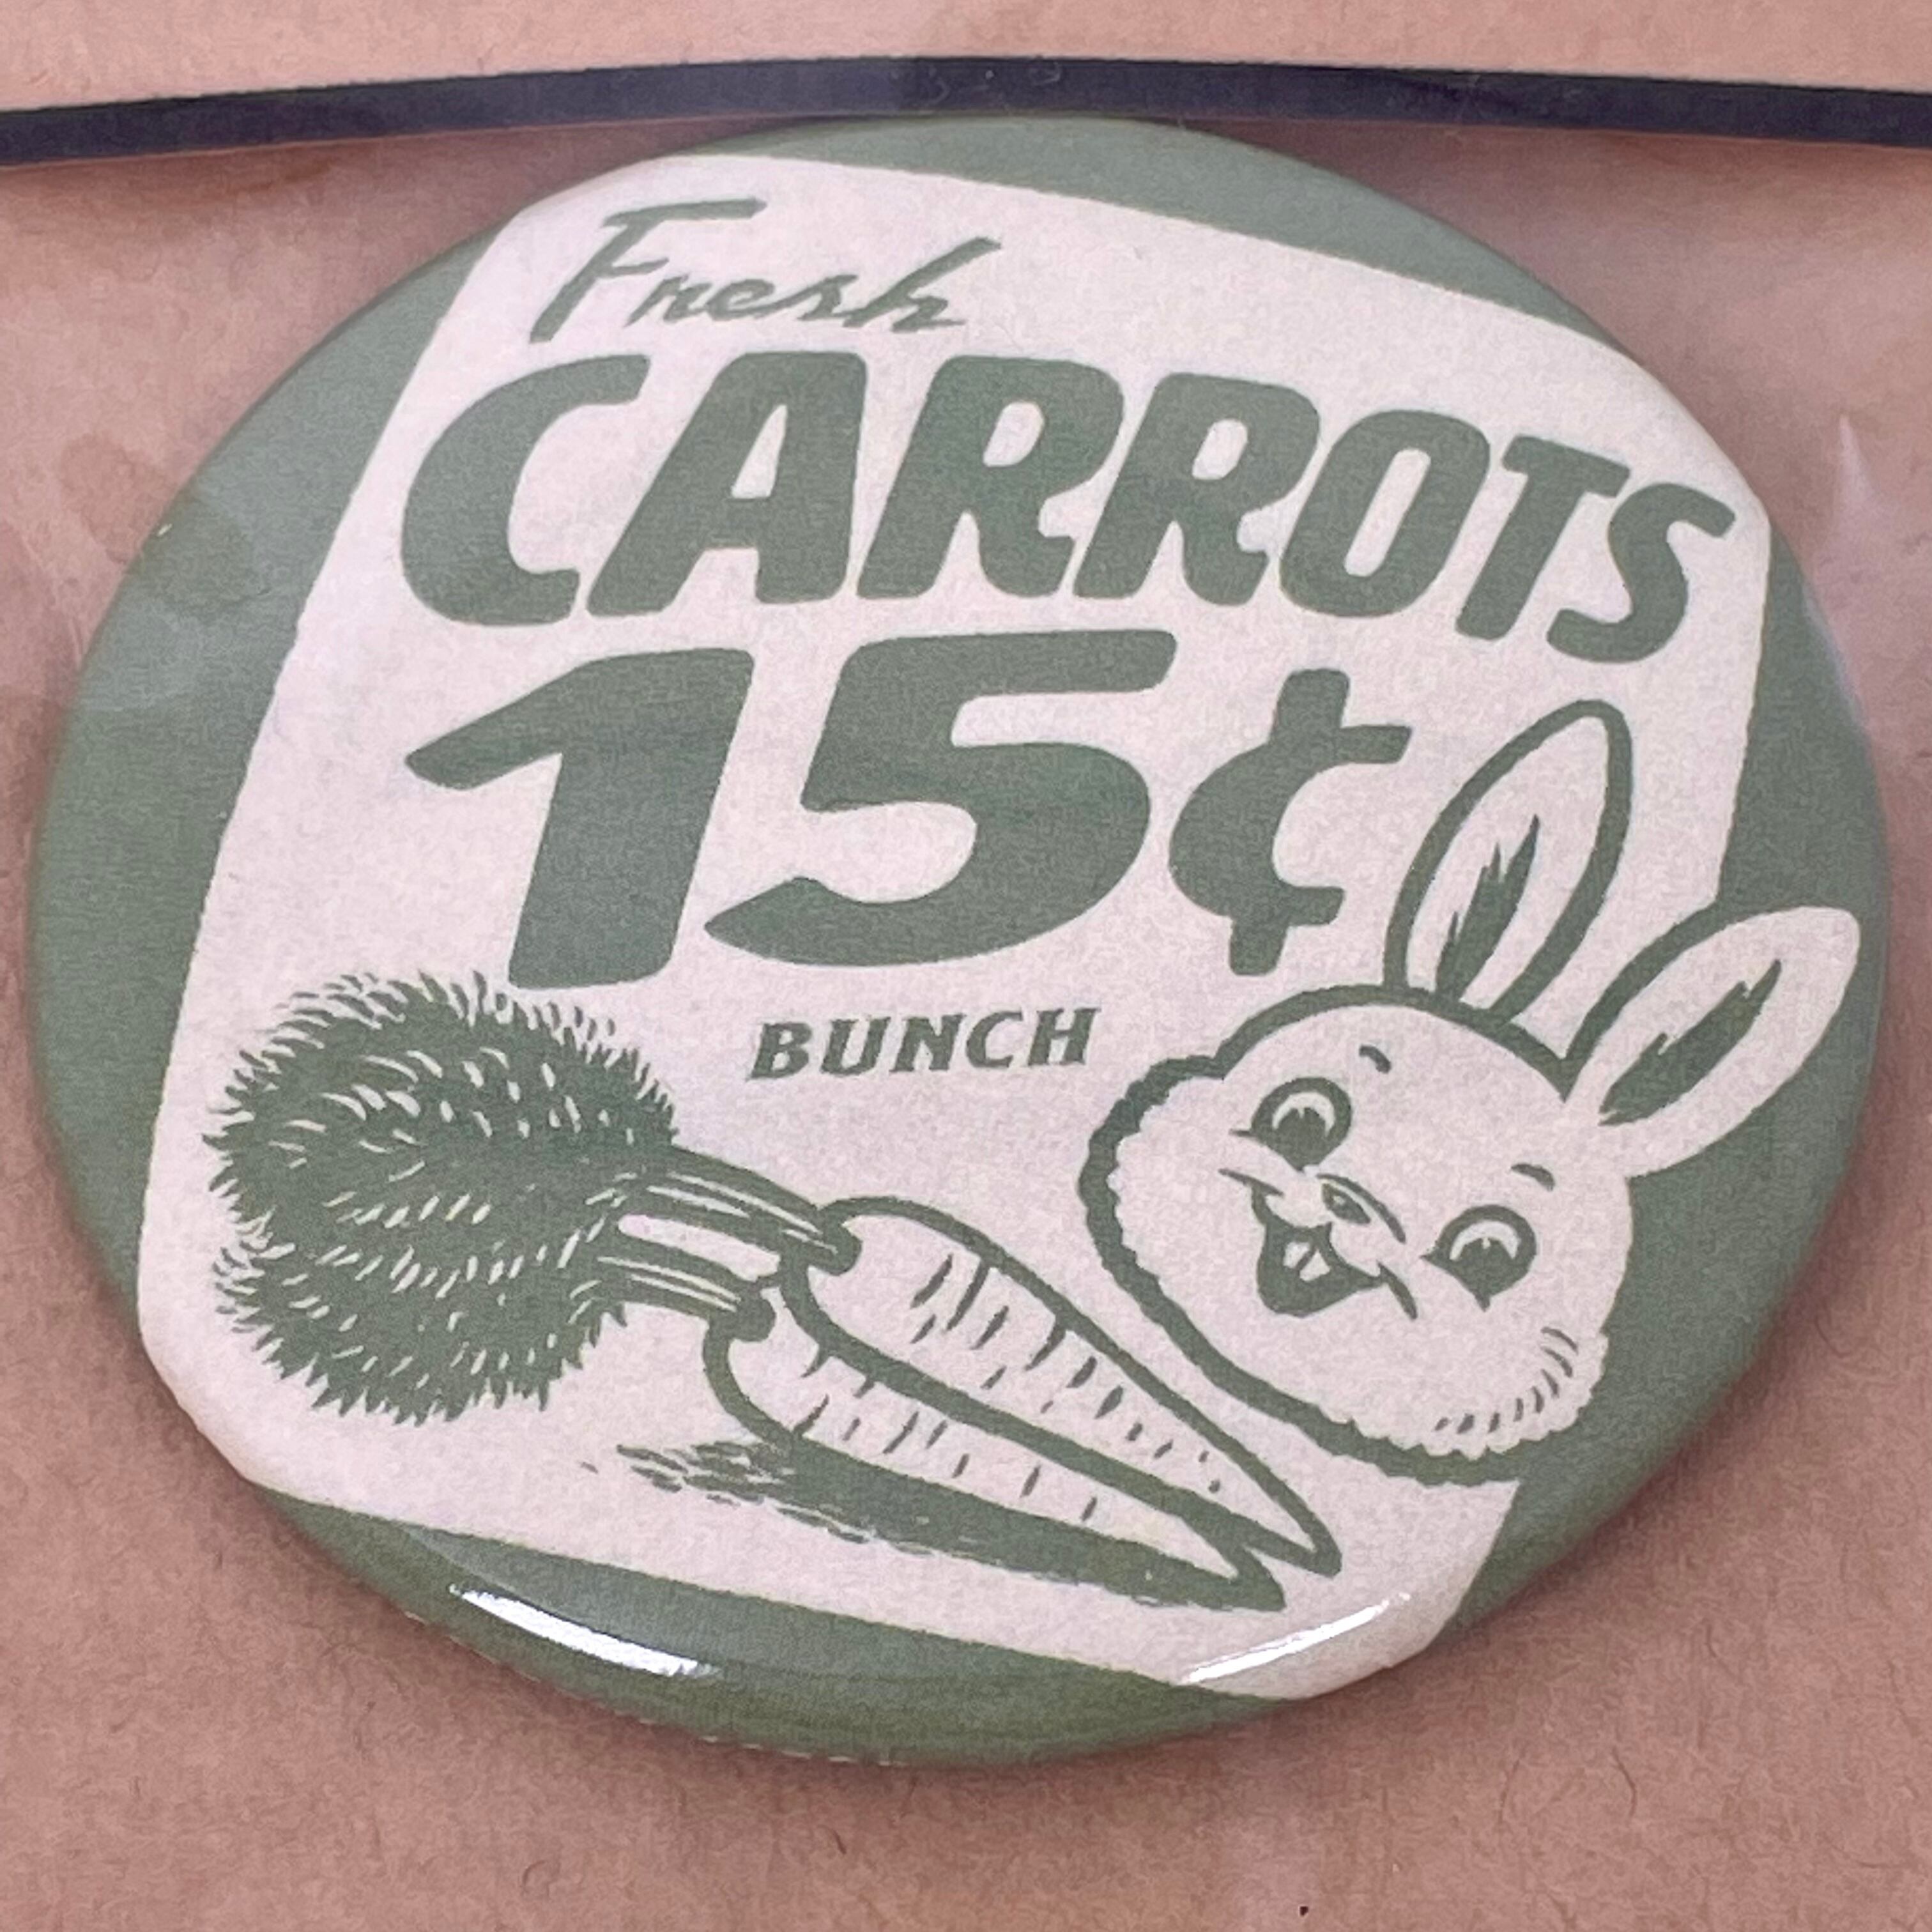 Fresh
CARROTS
15¢
BUNCH